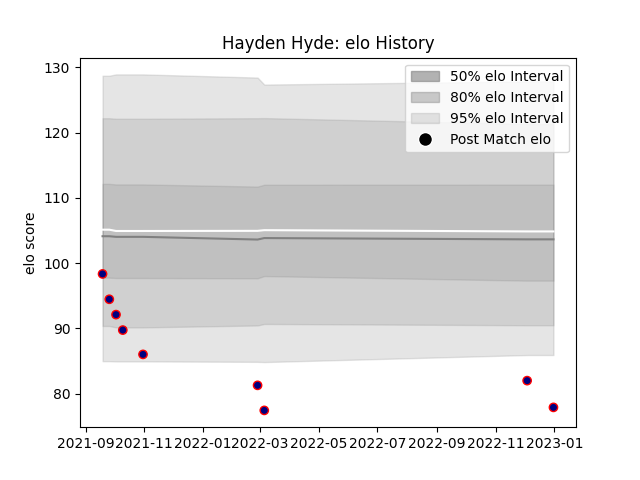 Hayden Hyde: elo History
50% elo Interval
80% elo Interval
95% elo Interval
Post Match elo
elo score
130
120
110
100
90
80
2021-09 2021-11 2022-01 2022-03 2022-05 2022-07 2022-09 2022-11 2023-01